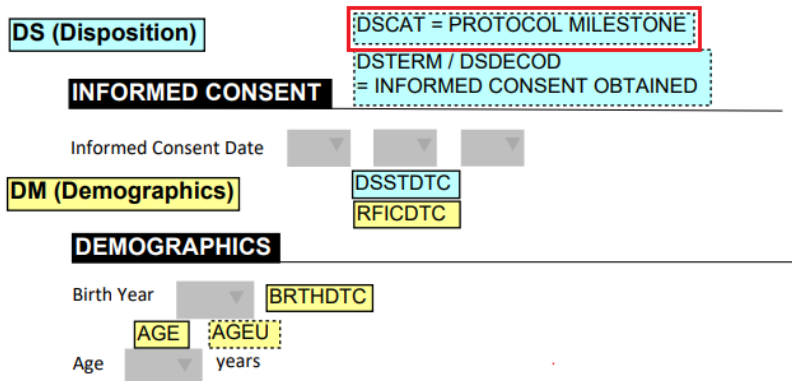 DS (Disposition)
DSCAT = PROTOCOL MILESTONE
DSTERM / DSDECOD
= INFORMED CONSENT OBTAINED
INFORMED CONSENT
Informed Consent Date
DSSTDTC
DM (Demographics)
RFICDTC
DEMOGRAPHICS
Birth Year
BRTHDTC
AGE AGEU
Age years